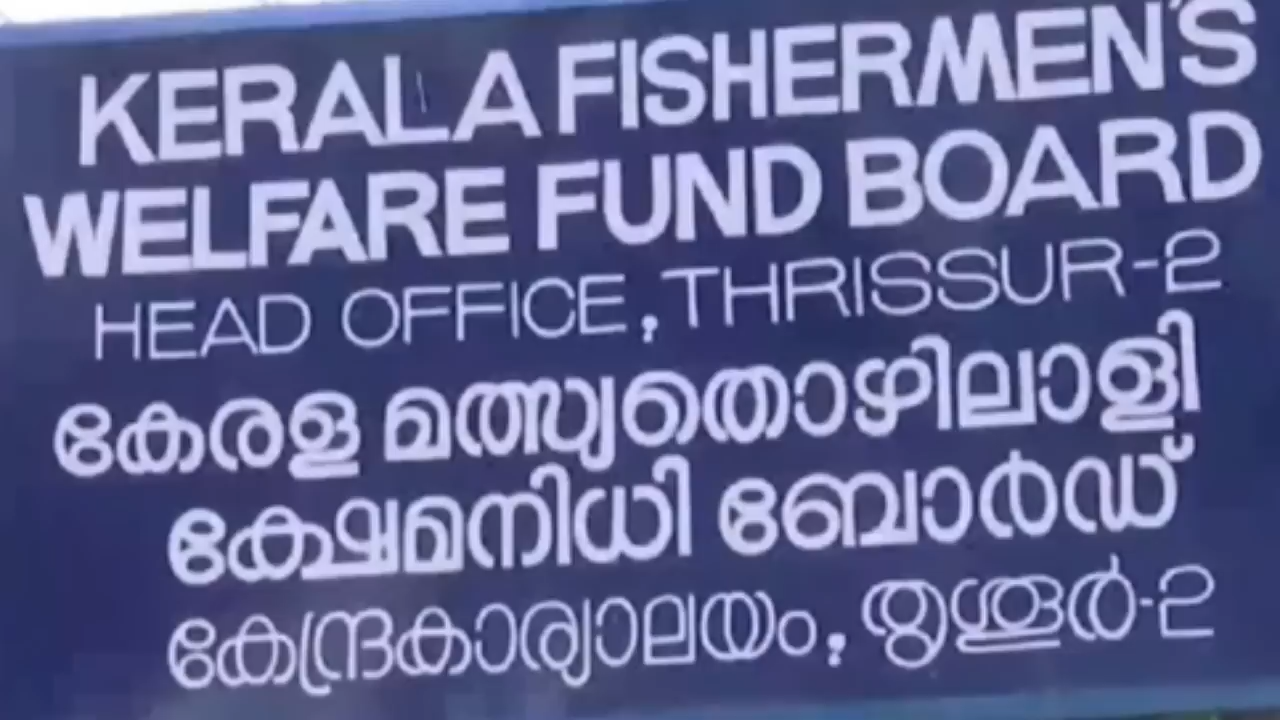 KERALA FISHERMEN'S
WELFARE FUND BOARD
HEAD OFFICE, THRISSUR-2
കേരള മത്സ്യതൊഴിലാളി
ക്ഷേമനിധി ബോർഡ്
കേന്ദ്രകാര്യാലയം, തൃശൂർ-2